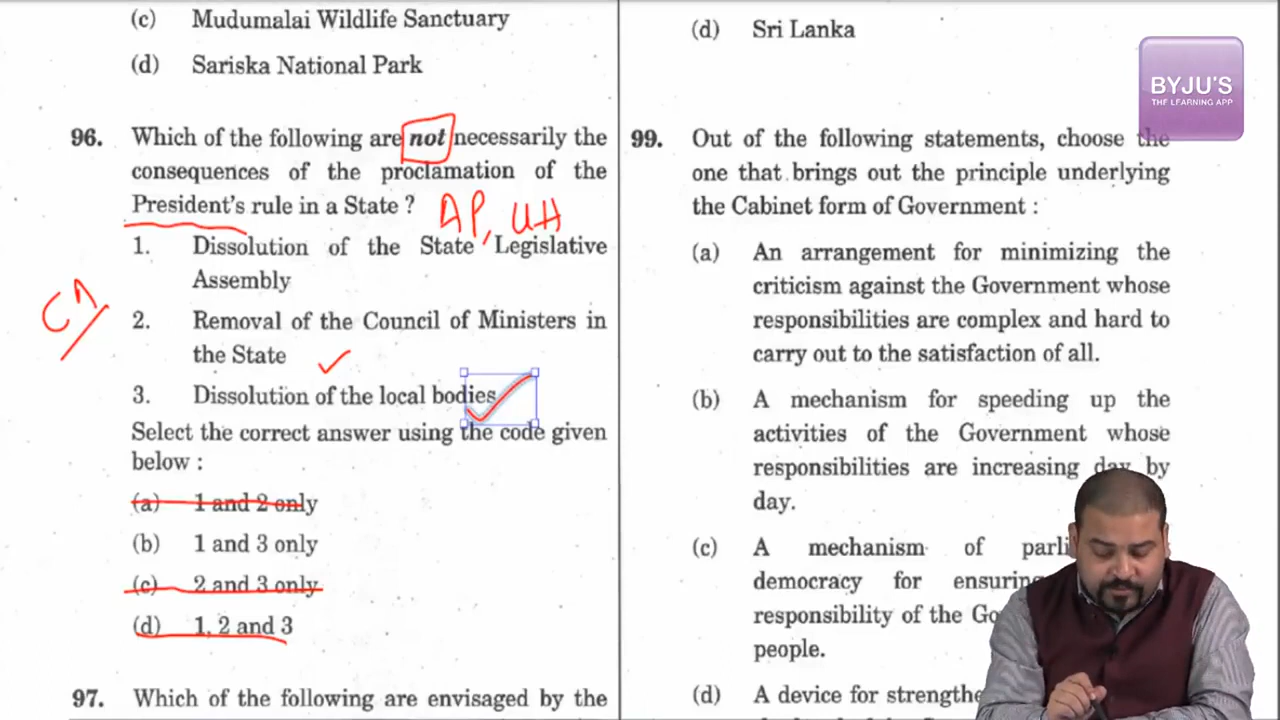 (c) Mudumalai Wildlife Sanctuary
(d) Sariska National Park
96. Which of the following are not necessarily the
consequences of the proclamation of the
President's rule in a State ?
AP, UH
1. Dissolution of the State Legislative
Assembly
2. Removal of the Council of Ministers in
the State
3. Dissolution of the local bodies
Select the correct answer using the code given
below :
(a) 1 and 2 only
(b) 1 and 3 only
(c) 2 and 3 only
(d) 1, 2 and 3
97. Which of the following are envisaged by the
(d) Sri Lanka
99. Out of the following statements, choose the
one that brings out the principle underlying
the Cabinet form of Government :
(a) An arrangement for minimizing the
criticism against the Government whose
responsibilities are complex and hard to
carry out to the satisfaction of all.
(b) A mechanism for speeding up the
activities of the Government whose
responsibilities are increasing day by
day.
(c) A mechanism of
democracy for
responsibility of the
people.
(d) A device for
BYJU'S
THE LEARNING APP